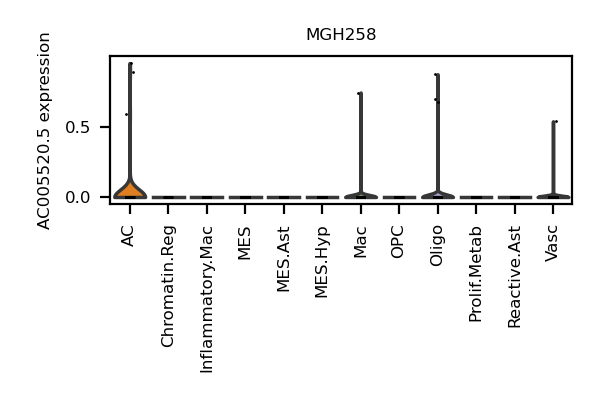 MGH258
AC005520.5 expression
0.5
0.0
AC
Chromatin.Reg
Inflammatory.Mac
MES
MES.Ast
MES.Hyp
Mac
OPC
Oligo
Prolif.Metab
Reactive.Ast
Vasc